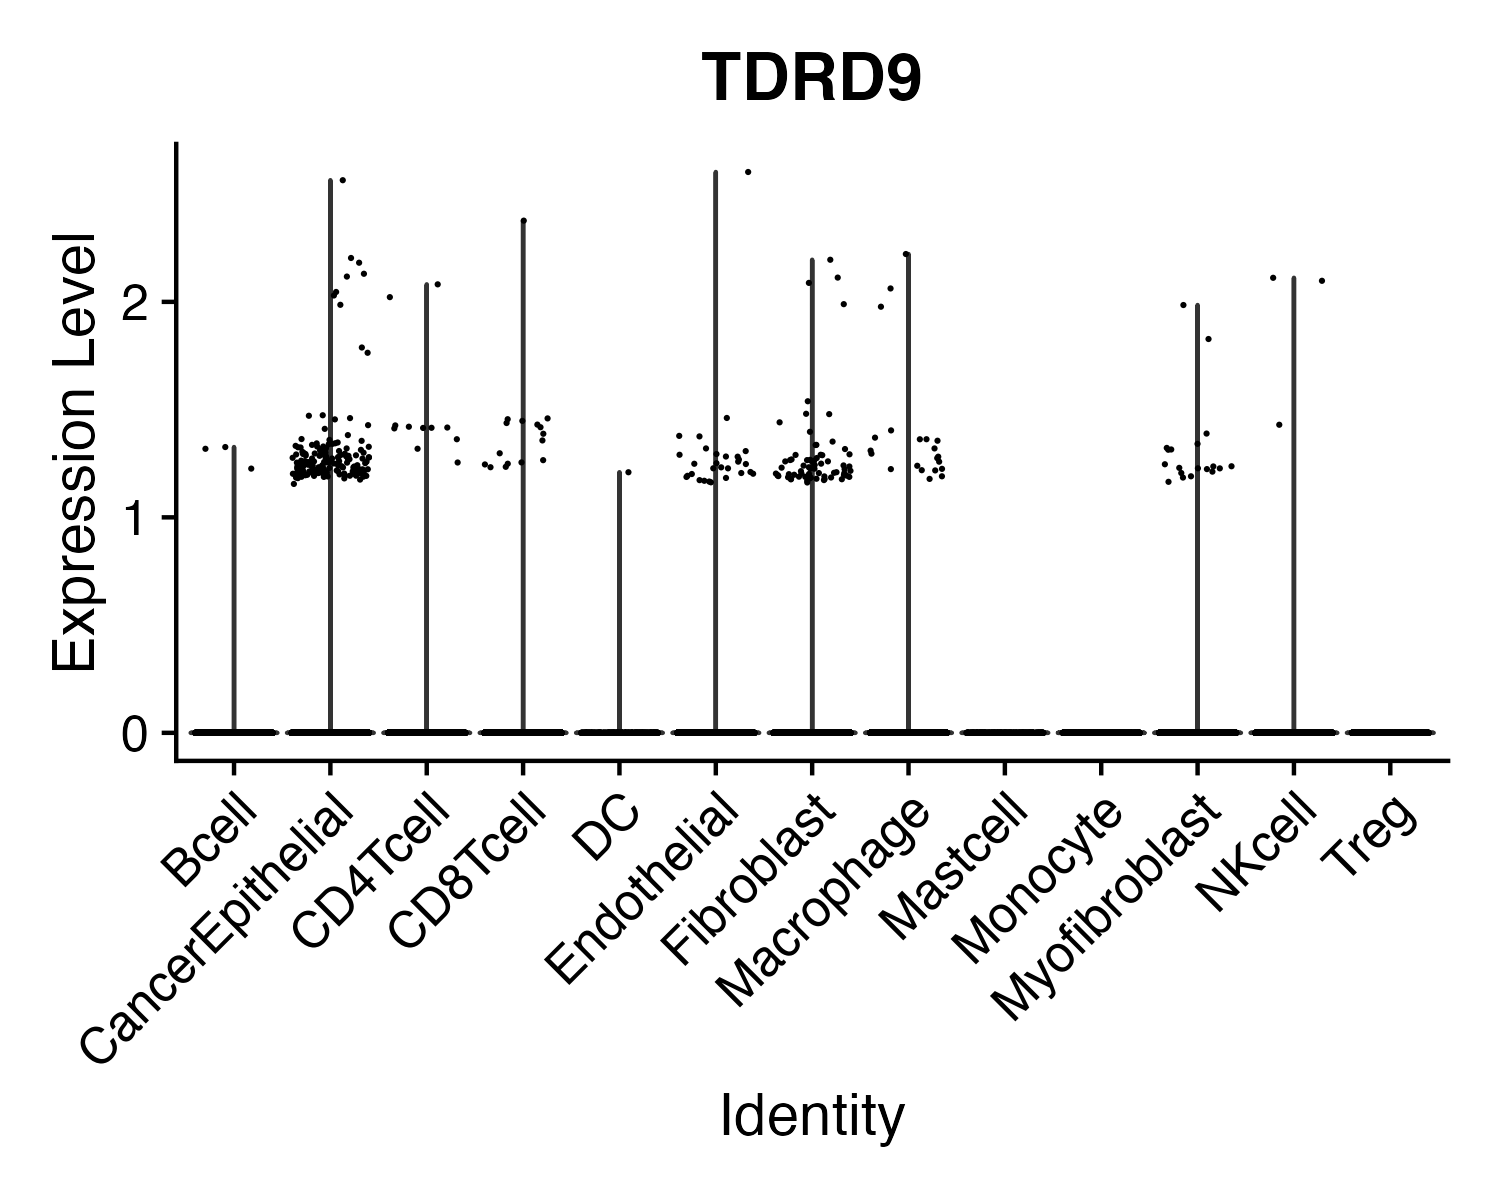 TDRD9
Expression Level
2
1
0
Bcell
CancerEpithelial
CD4Tcell
CD8Tcell
DC
Endothelial
Fibroblast
Macrophage
Mastcell
Monocyte
Myofibroblast
NKcell
Treg
Identity